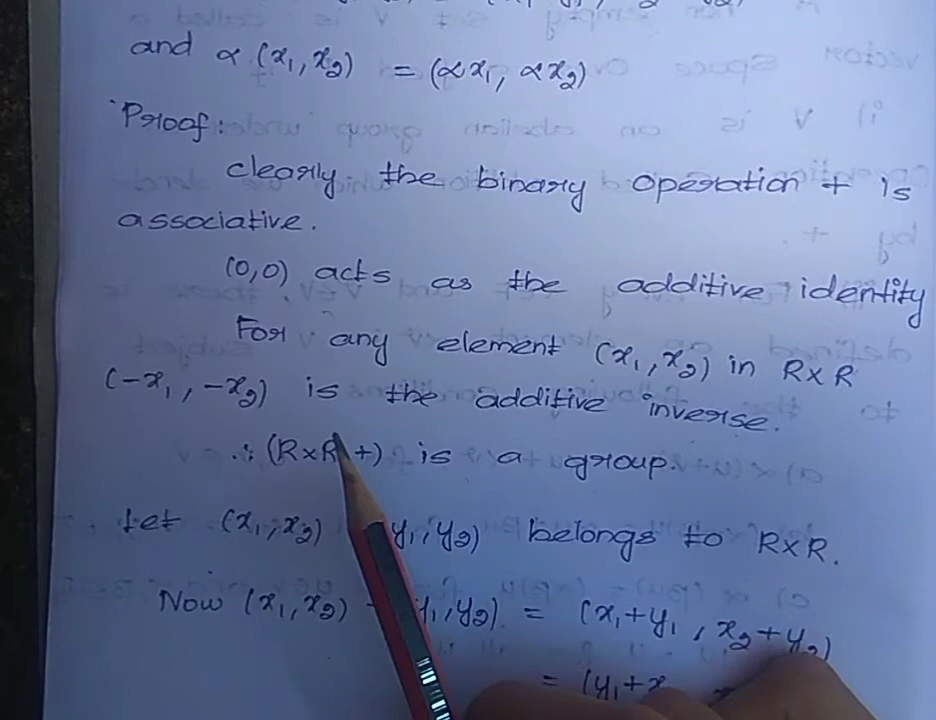 and α (x₁, x₂) = (αx₁, αx₂)
Proof:
clearly the binary operation + is
associative.
(0,0) acts as the additive identity
For any element (x₁, x₂) in R×R
(-x₁, -x₂) is the additive inverse.
∴ (R×R +) is a group.
Let (x₁, x₂) y₁, y₂) belongs to R×R.
Now (x₁, x₂) y₁, y₂) = (x₁+y₁, x₂+y₂)
= (y₁+x